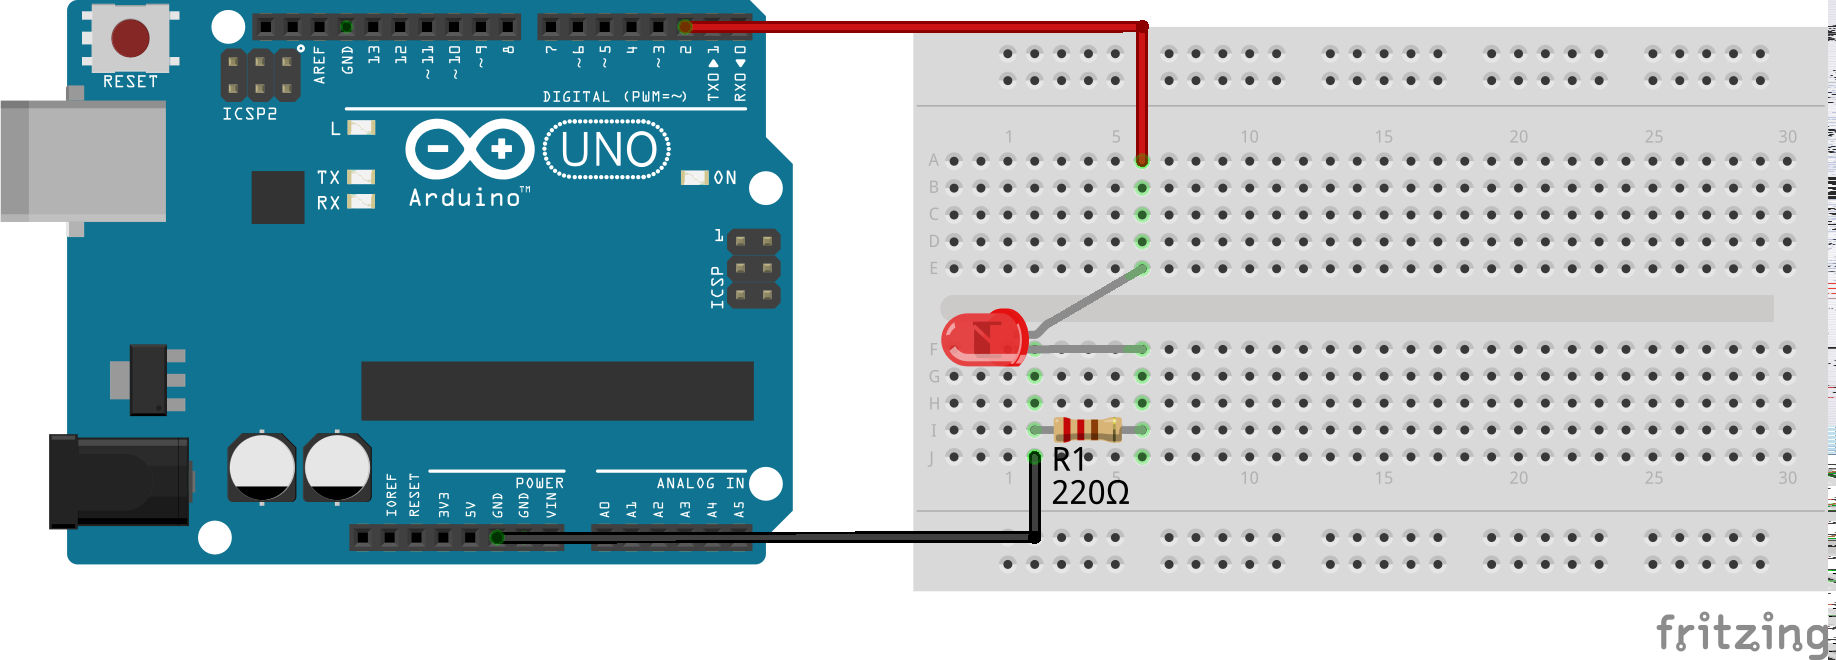 RESET
ICSP2
AREF
GND
13
12
~11
~10
~9
8
7
~6
~5
4
~3
2
TX0▶1
RX0◀0
DIGITAL (PWM=~)
L
TX
RX
Arduino™
UNO
ON
1
ICSP
IOREF
RESET
3V3
5V
GND
GND
VIN
POWER
A0
A1
A2
A3
A4
A5
ANALOG IN
1 5 10 15 20 25 30
A
B
C
D
E
F
G
H
I
J
R1
220Ω
1 10 15 20 25 30
fritzing